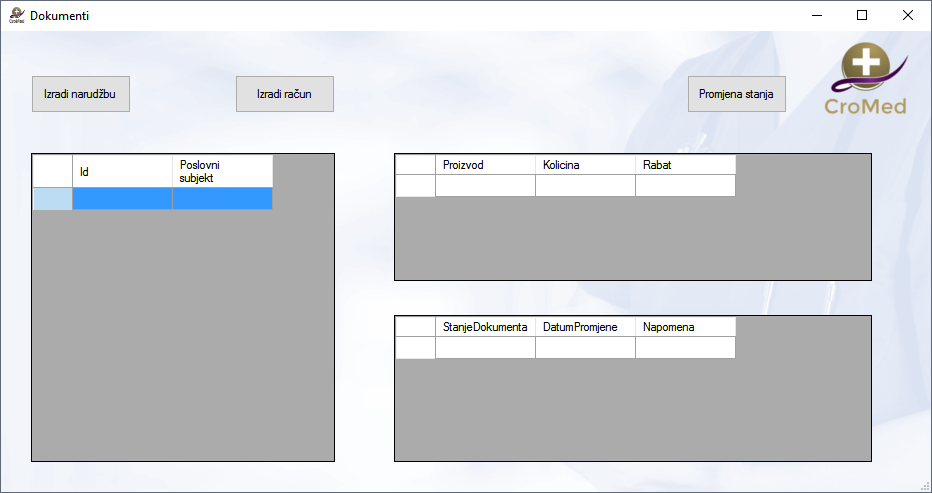 Dokumenti
CroMed
Izradi narudžbu
Izradi račun
Promjena stanja
CroMed
Id
Poslovni
subjekt
Proizvod Kolicina Rabat
StanjeDokumenta DatumPromjene Napomena